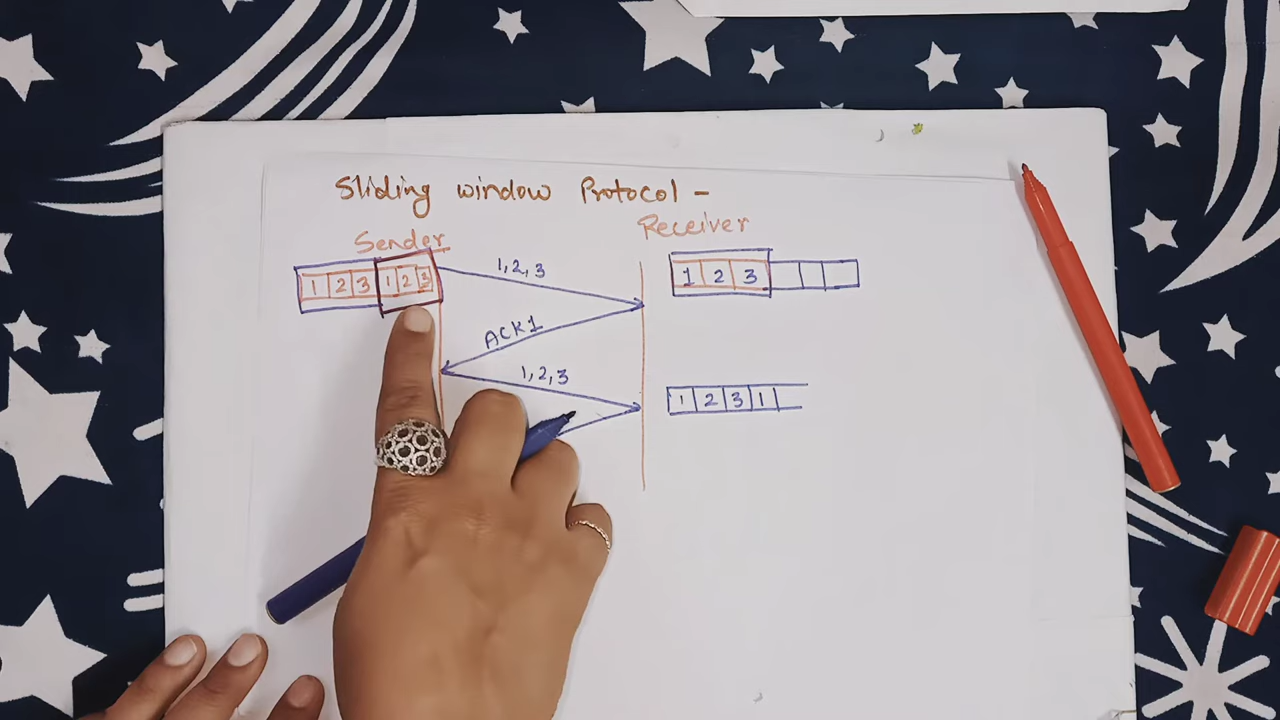 Sliding window Protocol -
Sender
Receiver
1 2 3 1 2 3
1,2,3
1 2 3
ACK1
1,2,3
1 2 3 1